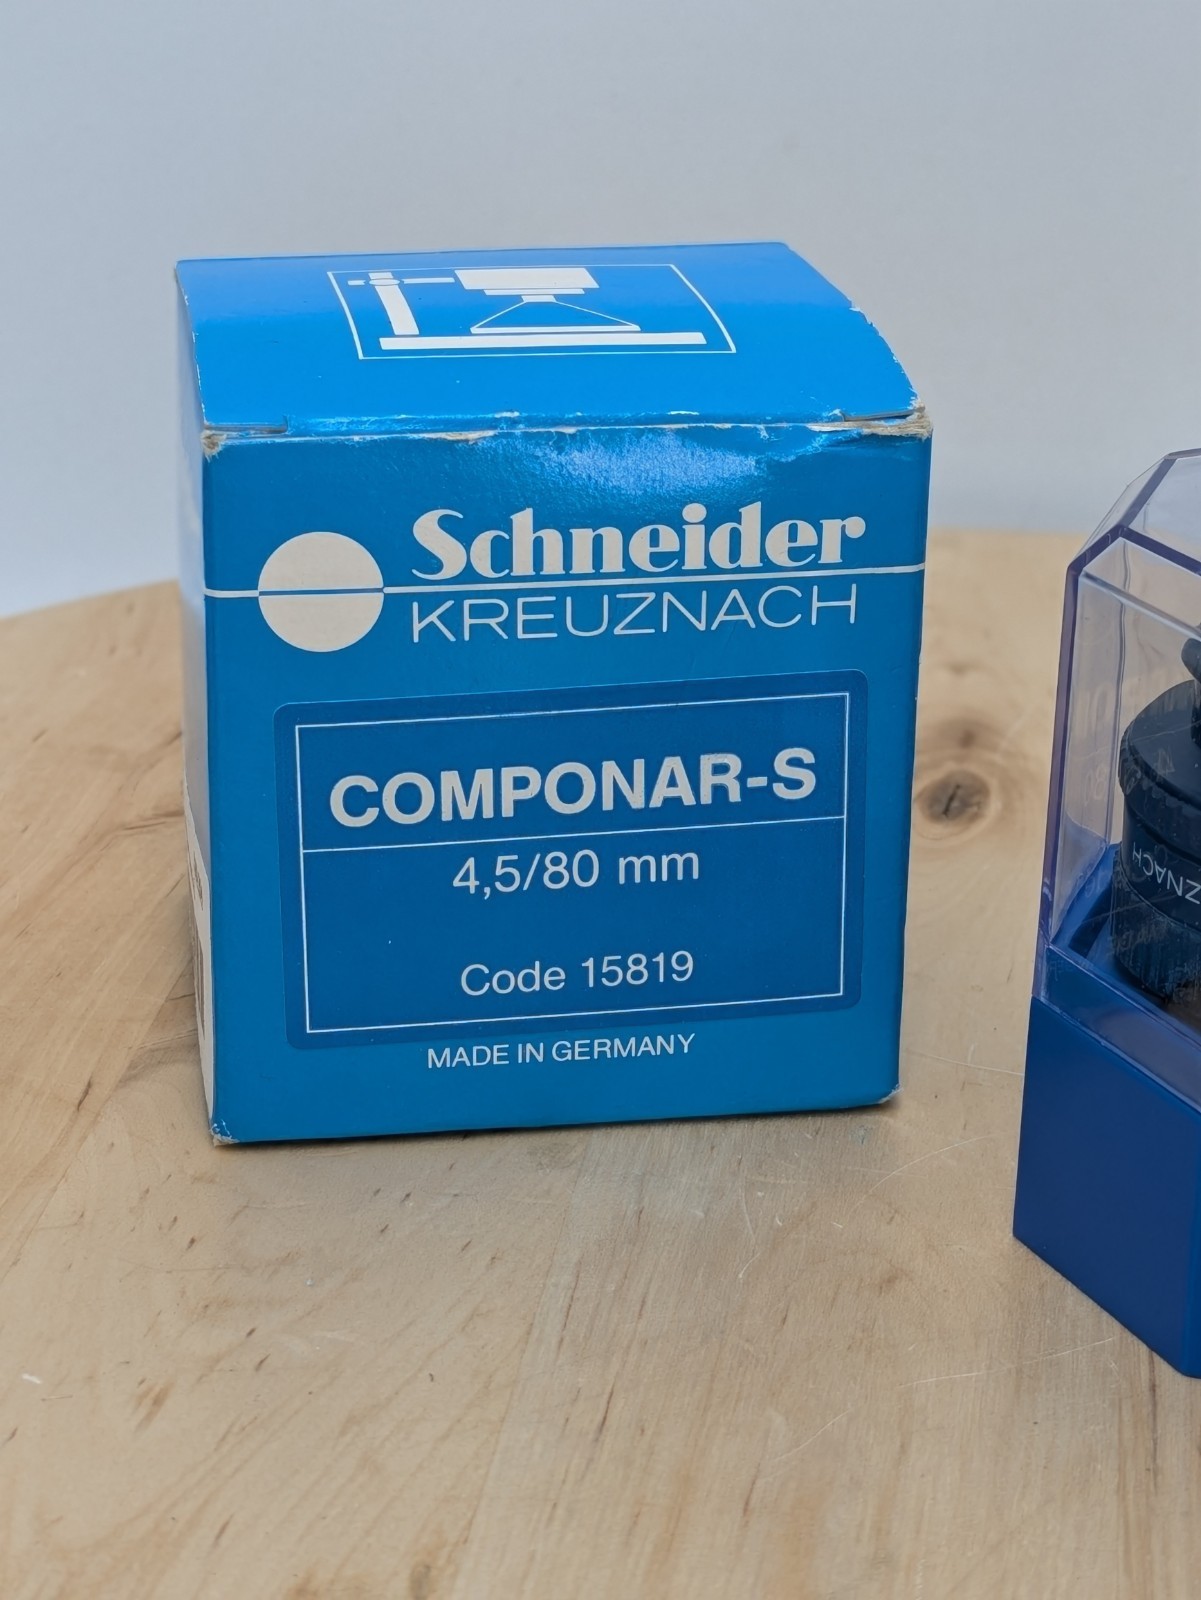 Schneider
KREUZNACH
COMPONAR-S
4,5/80 mm
Code 15819
MADE IN GERMANY